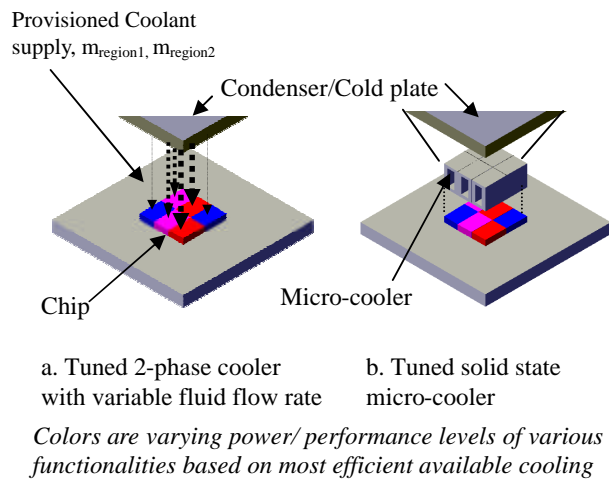 Provisioned Coolant
supply, m_region1, m_region2
Condenser/Cold plate
Chip
Micro-cooler
a. Tuned 2-phase cooler
with variable fluid flow rate
b. Tuned solid state
micro-cooler
Colors are varying power/ performance levels of various
functionalities based on most efficient available cooling